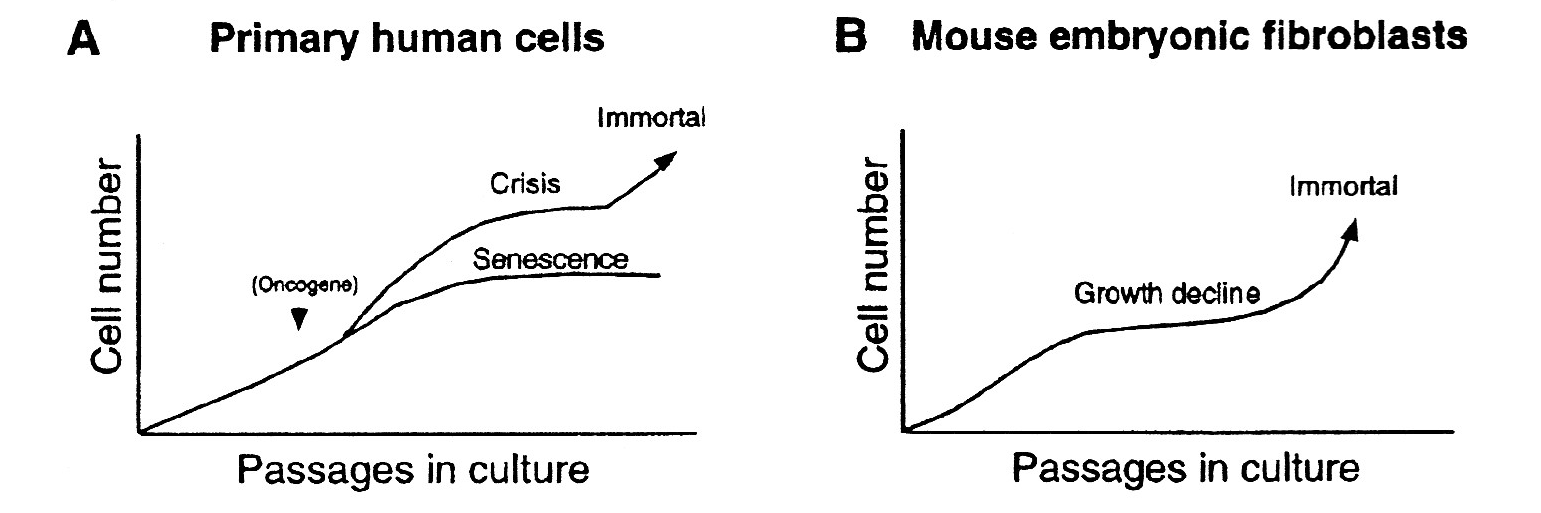 A Primary human cells
Immortal
Crisis
Senescence
(Oncogene)
Cell number
Passages in culture
B Mouse embryonic fibroblasts
Immortal
Growth decline
Cell number
Passages in culture